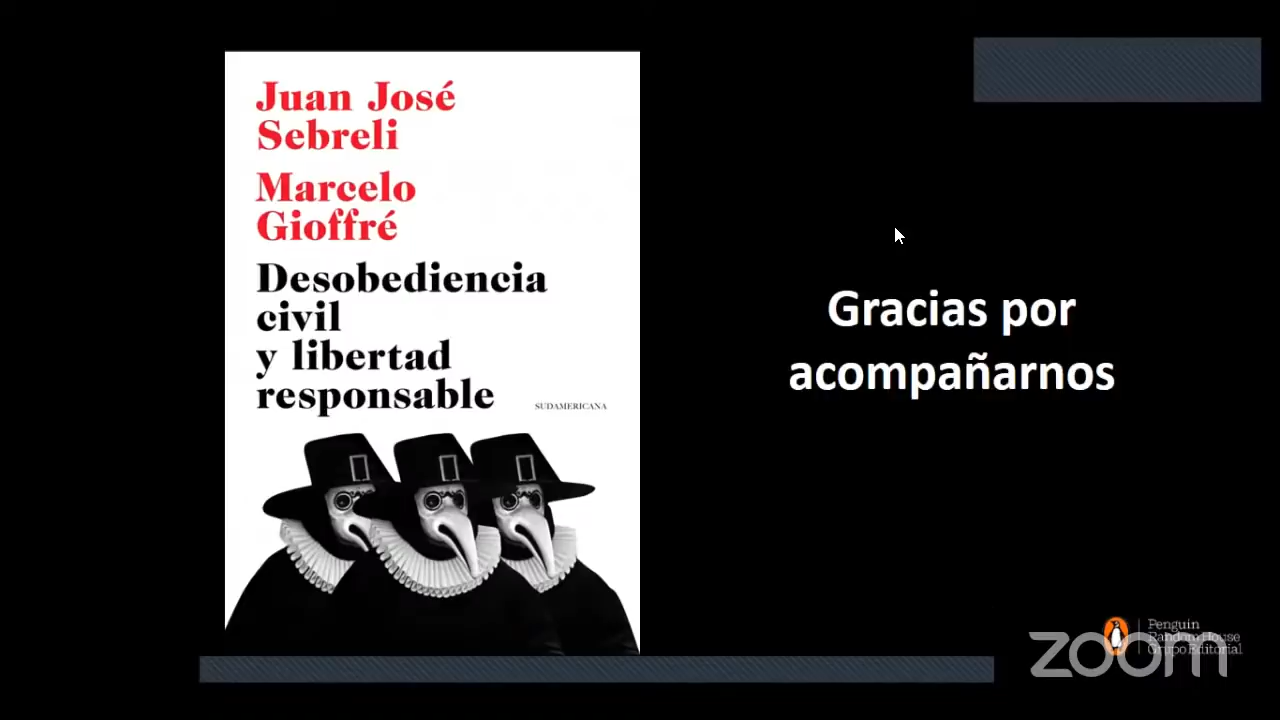 Juan José
Sebreli
Marcelo
Gioffré
Desobediencia
civil
y libertad
responsable
SUDAMERICANA
Gracias por
acompañarnos
Penguin
Random House
Grupo Editorial
zoom